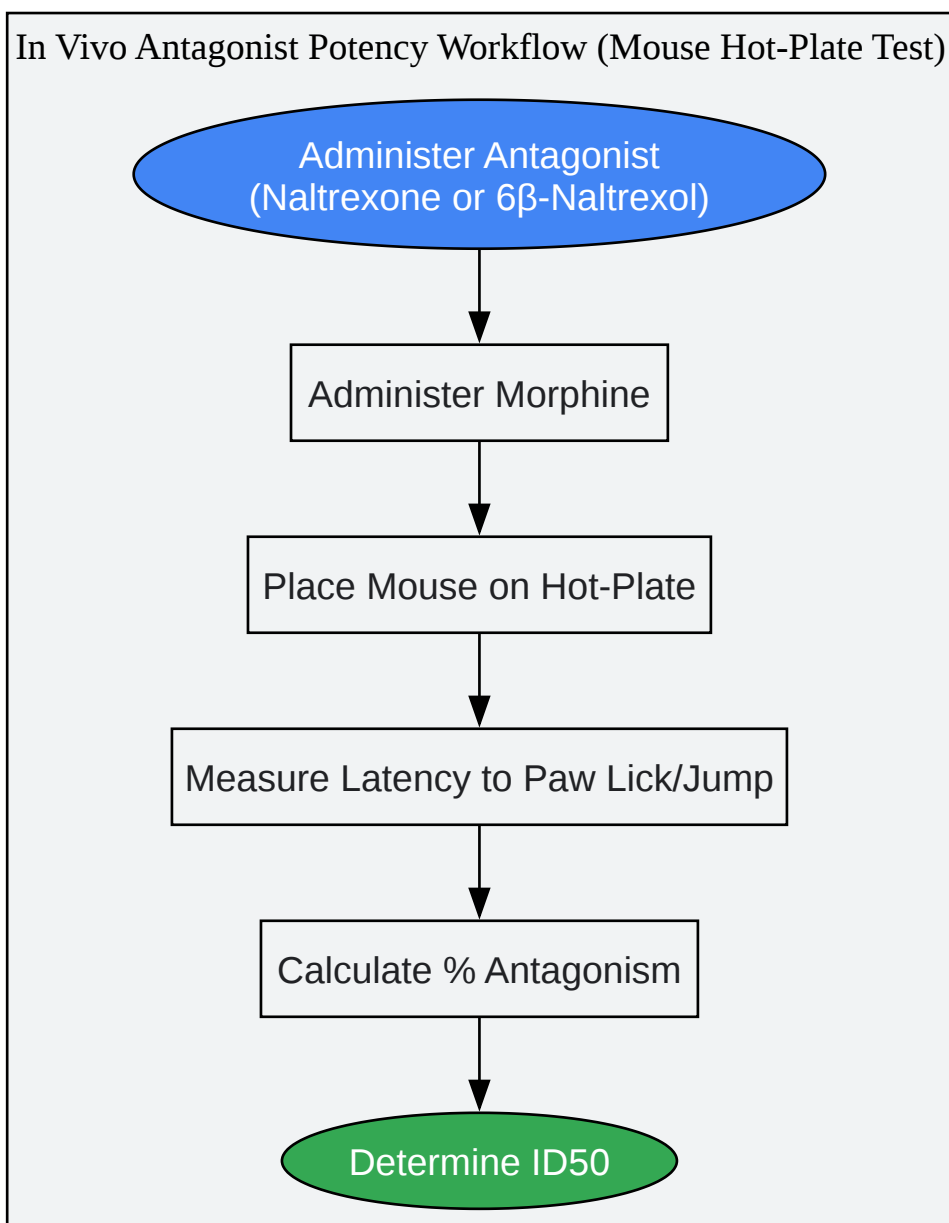 In Vivo Antagonist Potency Workflow (Mouse Hot-Plate Test)
Administer Antagonist
(Naltrexone or 6β-Naltrexol)
Administer Morphine
Place Mouse on Hot-Plate
Measure Latency to Paw Lick/Jump
Calculate % Antagonism
Determine ID50